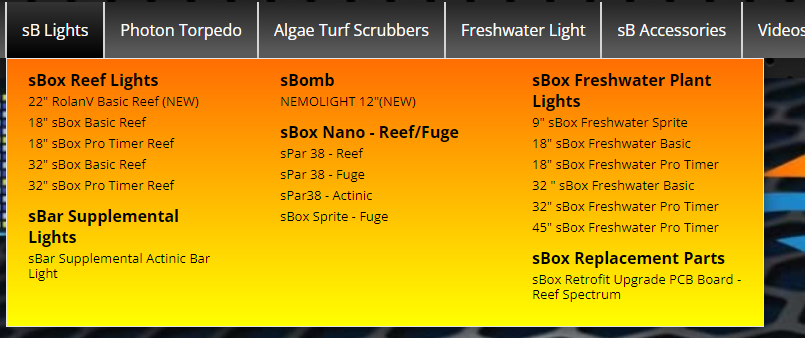 sB Lights
Photon Torpedo
Algae Turf Scrubbers
Freshwater Light
sB Accessories
Videos
sBox Reef Lights
22" RolanV Basic Reef (NEW)
18" sBox Basic Reef
18" sBox Pro Timer Reef
32" sBox Basic Reef
32" sBox Pro Timer Reef
sBar Supplemental
Lights
sBar Supplemental Actinic Bar
Light
sBomb
NEMOLIGHT 12"(NEW)
sBox Nano - Reef/Fuge
sPar 38 - Reef
sPar 38 - Fuge
sPar38 - Actinic
sBox Sprite - Fuge
sBox Freshwater Plant
Lights
9" sBox Freshwater Sprite
18" sBox Freshwater Basic
18" sBox Freshwater Pro Timer
32 " sBox Freshwater Basic
32" sBox Freshwater Pro Timer
45" sBox Freshwater Pro Timer
sBox Replacement Parts
sBox Retrofit Upgrade PCB Board -
Reef Spectrum